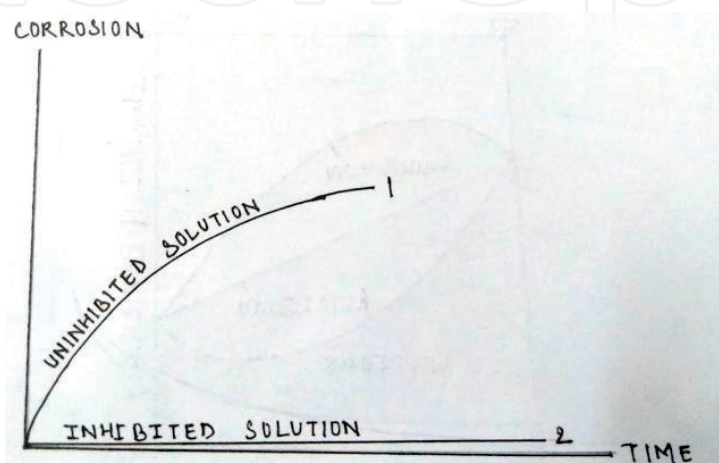 CORROSION
UNINHIBITED SOLUTION
1
INHIBITED SOLUTION
2
TIME